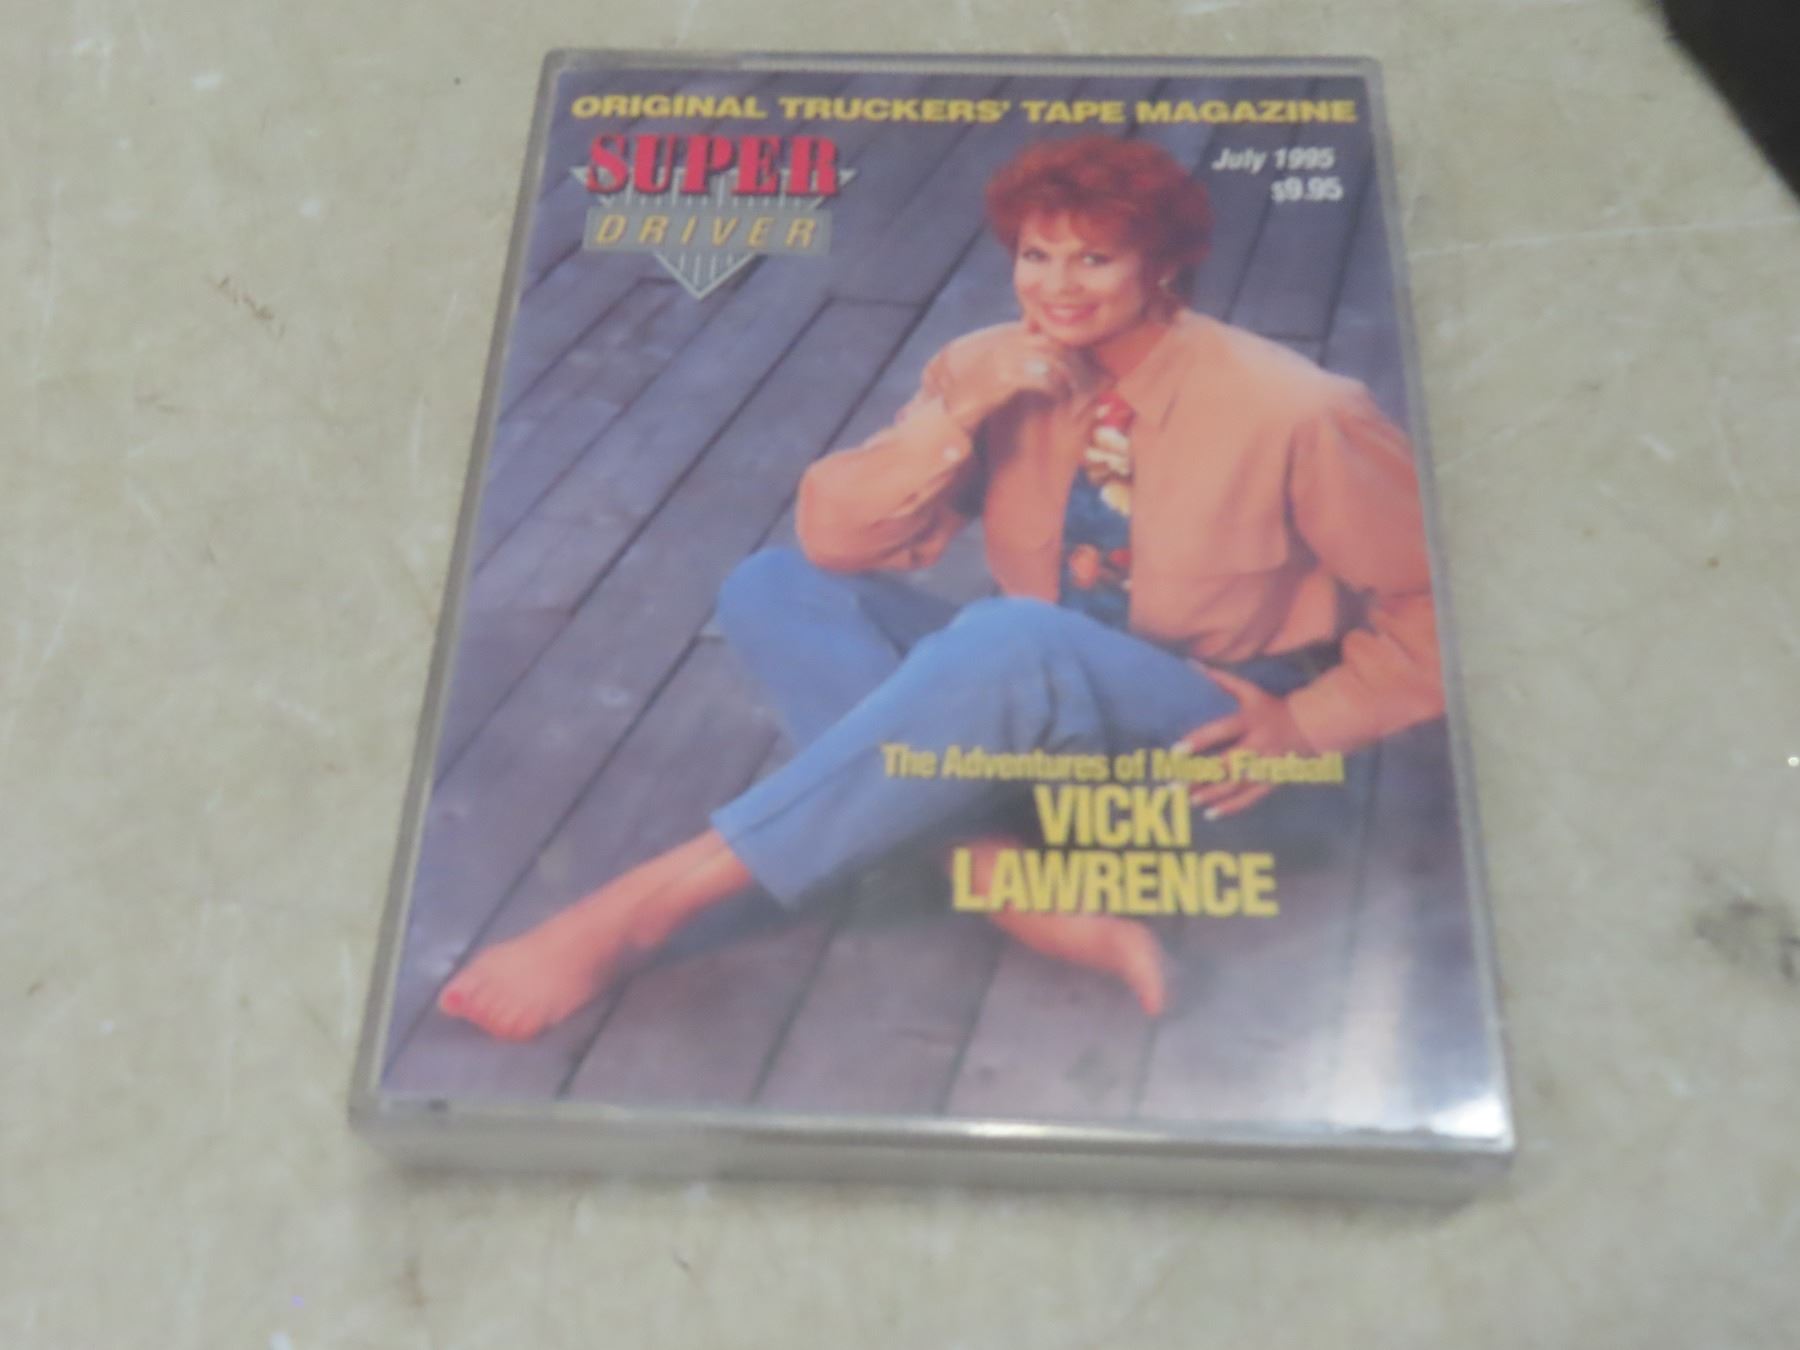 ORIGINAL TRUCKERS' TAPE MAGAZINE
SUPER
DRIVER
July 1995
$9.95
The Adventures of Miss Fireball
VICKI
LAWRENCE